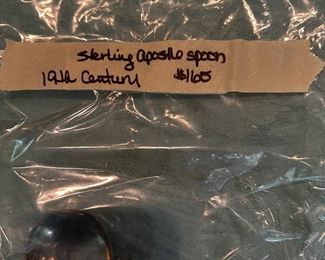 Sterling Apostle spoon
19th Century $165